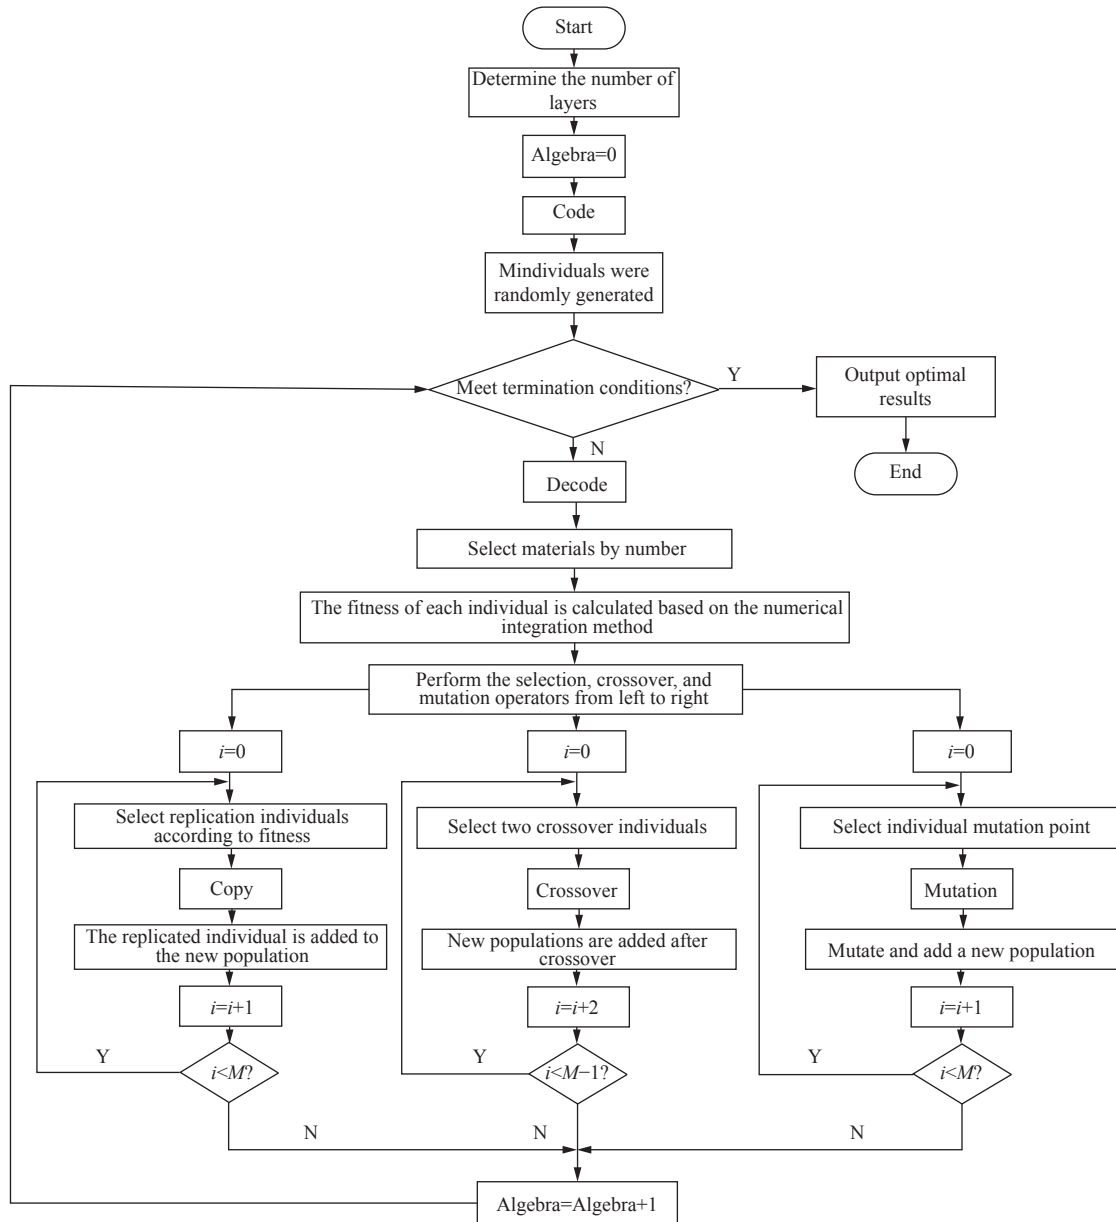 Start
Determine the number of
layers
Algebra=0
Code
Mindividuals were
randomly generated
Meet termination conditions?
Y
Output optimal
results
End
N
Decode
Select materials by number
The fitness of each individual is calculated based on the numerical
integration method
Perform the selection, crossover, and
mutation operators from left to right
i=0
Select replication individuals
according to fitness
Copy
The replicated individual is added to
the new population
i=i+1
Y
i<M?
N
i=0
Select two crossover individuals
Crossover
New populations are added after
crossover
i=i+2
Y
i<M−1?
N
i=0
Select individual mutation point
Mutation
Mutate and add a new population
i=i+1
Y
i<M?
N
Algebra=Algebra+1